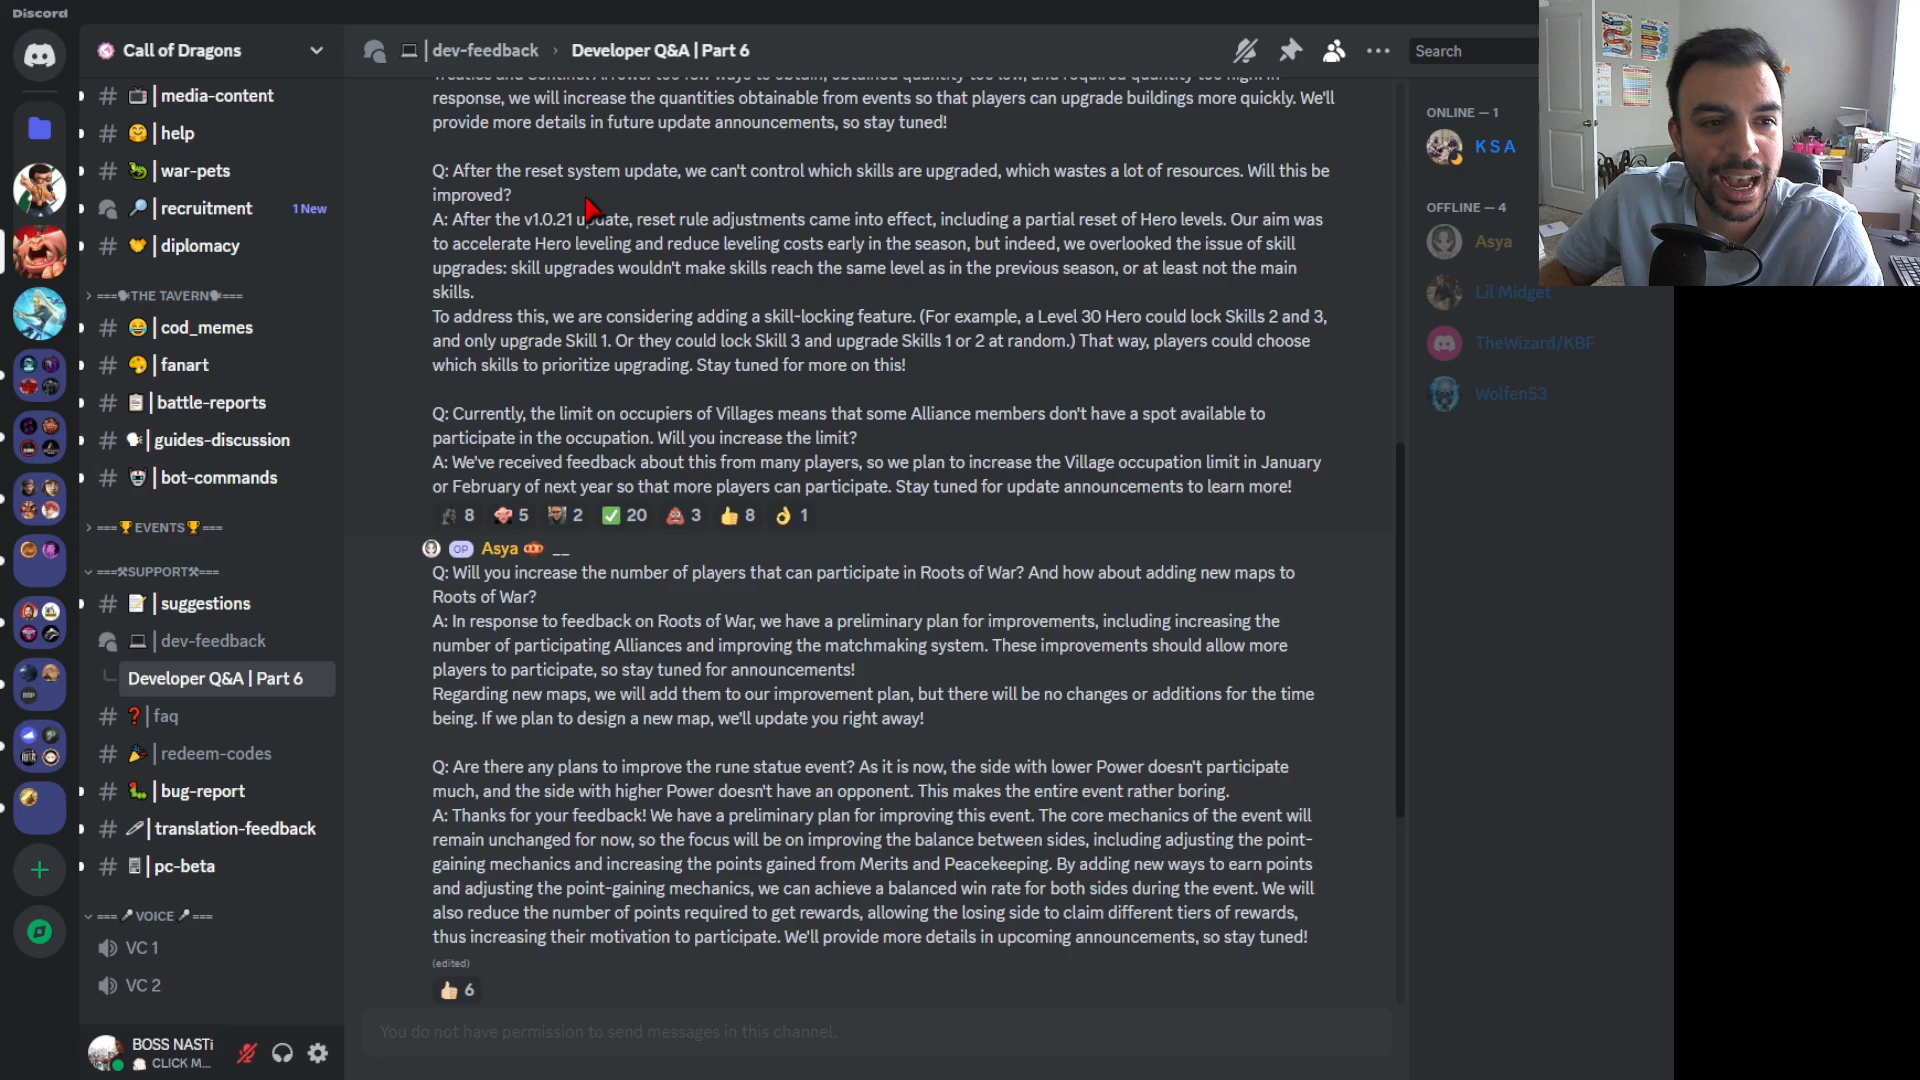 Discord
Call of Dragons
dev-feedback
Developer Q&A | Part 6
Search
media-content
help
war-pets
recruitment
1 New
diplomacy
===THE TAVERN===
cod_memes
fanart
battle-reports
guides-discussion
bot-commands
===EVENTS===
===SUPPORT===
suggestions
dev-feedback
Developer Q&A | Part 6
faq
redeem-codes
bug-report
translation-feedback
pc-beta
=== VOICE ===
VC 1
VC 2
BOSS NASTi
CLICK M...
response, we will increase the quantities obtainable from events so that players can upgrade buildings more quickly. We'll
provide more details in future update announcements, so stay tuned!
Q: After the reset system update, we can't control which skills are upgraded, which wastes a lot of resources. Will this be
improved?
A: After the v1.0.21 update, reset rule adjustments came into effect, including a partial reset of Hero levels. Our aim was
to accelerate Hero leveling and reduce leveling costs early in the season, but indeed, we overlooked the issue of skill
upgrades: skill upgrades wouldn't make skills reach the same level as in the previous season, or at least not the main
skills.
To address this, we are considering adding a skill-locking feature. (For example, a Level 30 Hero could lock Skills 2 and 3,
and only upgrade Skill 1. Or they could lock Skill 3 and upgrade Skills 1 or 2 at random.) That way, players could choose
which skills to prioritize upgrading. Stay tuned for more on this!
Q: Currently, the limit on occupiers of Villages means that some Alliance members don't have a spot available to
participate in the occupation. Will you increase the limit?
A: We've received feedback about this from many players, so we plan to increase the Village occupation limit in January
or February of next year so that more players can participate. Stay tuned for update announcements to learn more!
8 5 2 20 3 8 1
OP Asya __
Q: Will you increase the number of players that can participate in Roots of War? And how about adding new maps to
Roots of War?
A: In response to feedback on Roots of War, we have a preliminary plan for improvements, including increasing the
number of participating Alliances and improving the matchmaking system. These improvements should allow more
players to participate, so stay tuned for announcements!
Regarding new maps, we will add them to our improvement plan, but there will be no changes or additions for the time
being. If we plan to design a new map, we'll update you right away!
Q: Are there any plans to improve the rune statue event? As it is now, the side with lower Power doesn't participate
much, and the side with higher Power doesn't have an opponent. This makes the entire event rather boring.
A: Thanks for your feedback! We have a preliminary plan for improving this event. The core mechanics of the event will
remain unchanged for now, so the focus will be on improving the balance between sides, including adjusting the point-
gaining mechanics and increasing the points gained from Merits and Peacekeeping. By adding new ways to earn points
and adjusting the point-gaining mechanics, we can achieve a balanced win rate for both sides during the event. We will
also reduce the number of points required to get rewards, allowing the losing side to claim different tiers of rewards,
thus increasing their motivation to participate. We'll provide more details in upcoming announcements, so stay tuned!
(edited)
6
You do not have permission to send messages in this channel.
ONLINE — 1
K S A
OFFLINE — 4
Asya
Lil Midget
TheWizard/KBF
Wolfen53